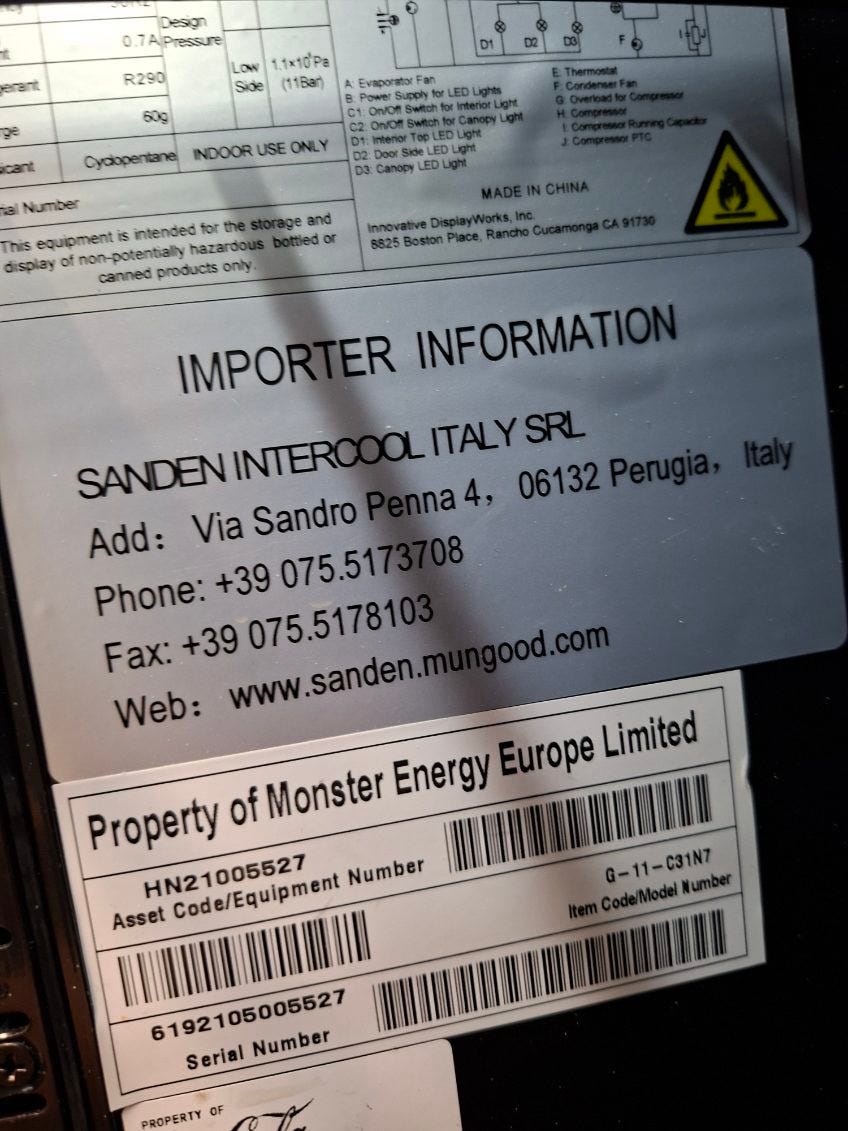 0.7A
Design
Pressure
R290
Low
Side
1.1×10⁶Pa
(11Bar)
60g
Cyclopentane
INDOOR USE ONLY
Number
This equipment is intended for the storage and
display of non-potentially hazardous bottled or
canned products only.
D1
D2
D3
F
A: Evaporator Fan
B: Power Supply for LED Lights
C1: On/Off Switch for Interior Light
C2: On/Off Switch for Canopy Light
D1: Interior Top LED Light
D2: Door Side LED Light
D3: Canopy LED Light
E: Thermostat
F: Condenser Fan
G: Overload for Compressor
H: Compressor
I: Compressor Running Capacitor
J: Compressor PTC
MADE IN CHINA
Innovative DisplayWorks, Inc.
8825 Boston Place, Rancho Cucamonga CA 91730
IMPORTER INFORMATION
SANDEN INTERCOOL ITALY SRL
Add: Via Sandro Penna 4, 06132 Perugia, Italy
Phone: +39 075.5173708
Fax: +39 075.5178103
Web: www.sanden.mungood.com
Property of Monster Energy Europe Limited
HN21005527
Asset Code/Equipment Number
G-11-C31N7
Item Code/Model Number
6192105005527
Serial Number
PROPERTY OF